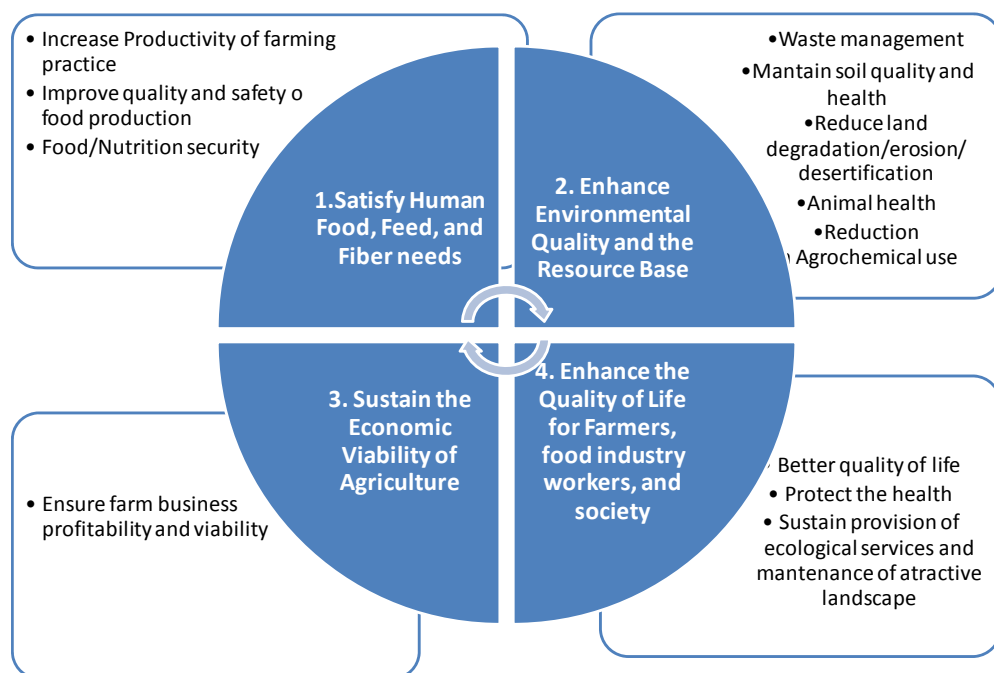 • Increase Productivity of farming
practice
• Improve quality and safety o
food production
• Food/Nutrition security
1.Satisfy Human
Food, Feed, and
Fiber needs
•Waste management
•Mantain soil quality and
health
•Reduce land
degradation/erosion/
desertification
•Animal health
•Reduction
Agrochemical use
2. Enhance
Environmental
Quality and the
Resource Base
• Ensure farm business
profitability and viability
3. Sustain the
Economic
Viability of
Agriculture
4. Enhance the
Quality of Life
for Farmers,
food industry
workers, and
society
• Better quality of life
• Protect the health
• Sustain provision of
ecological services and
mantenance of atractive
landscape